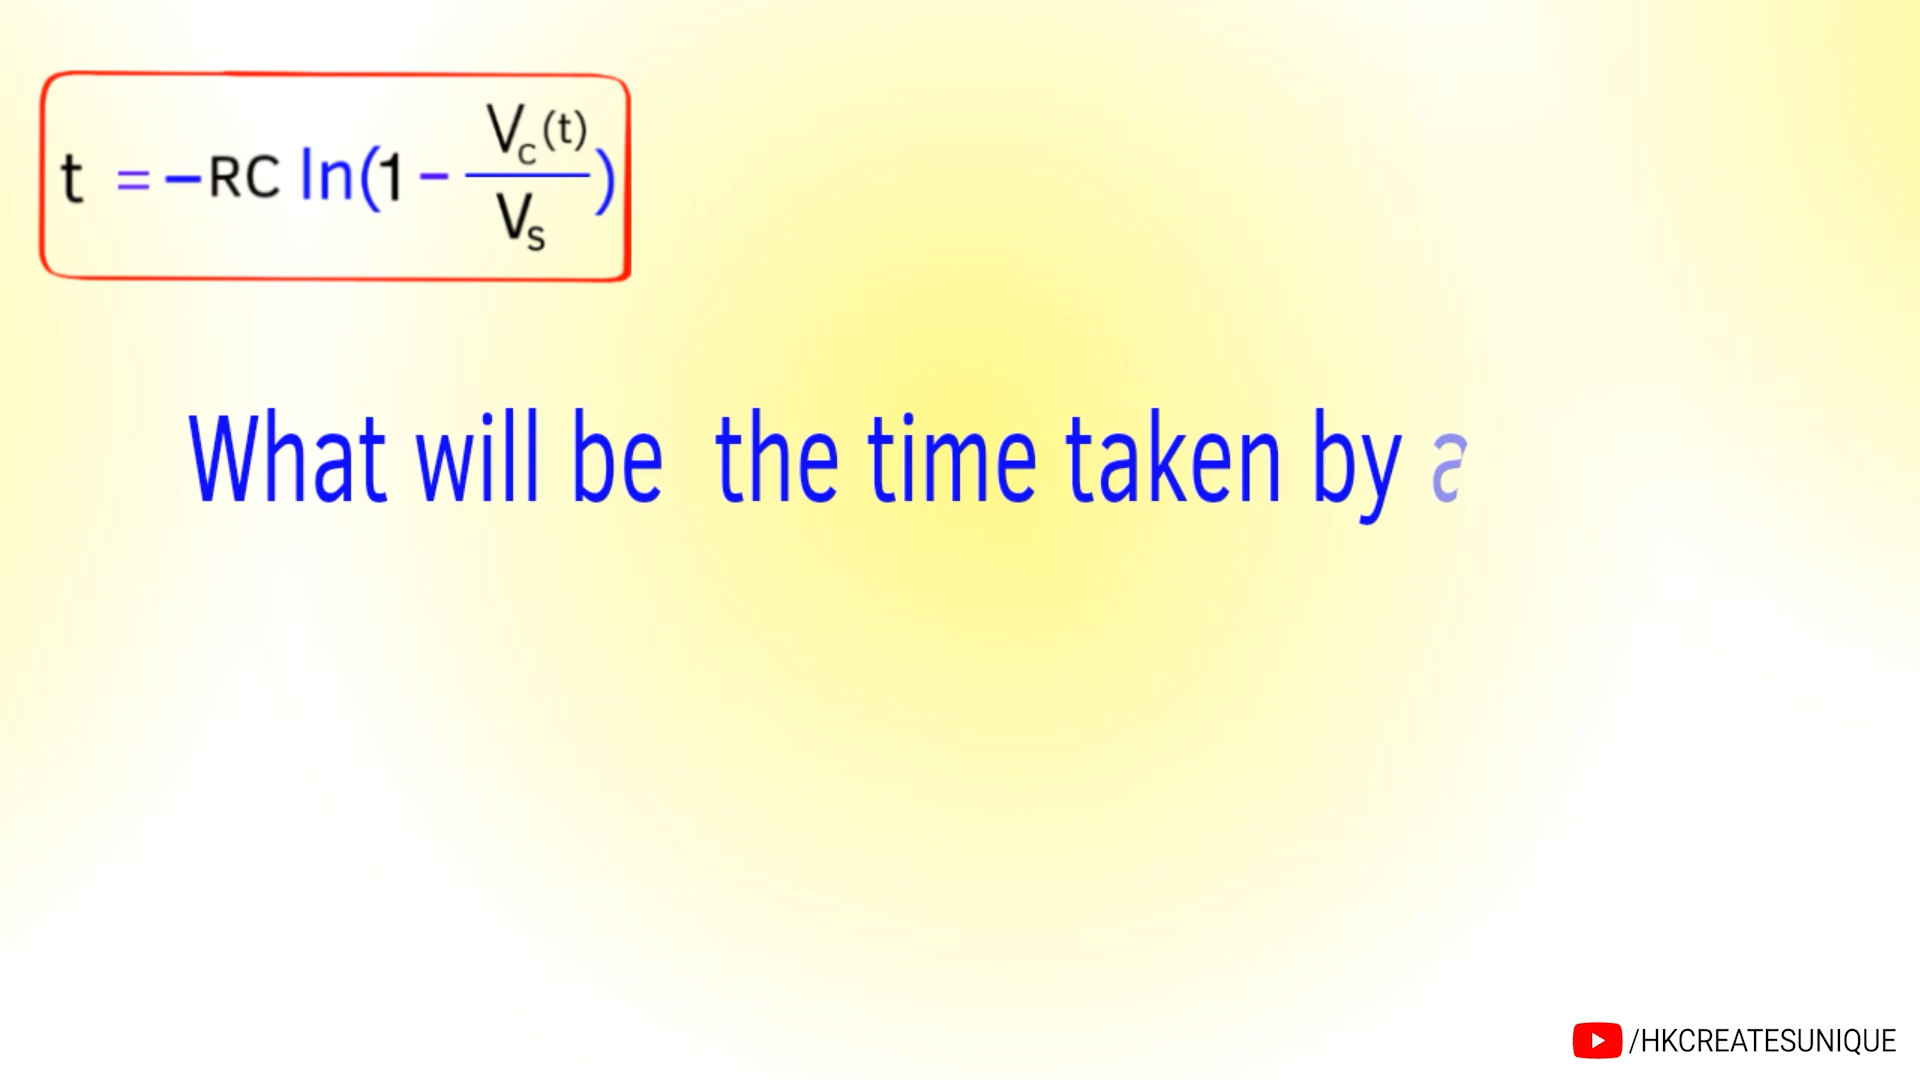 t = −RC ln(1 − Vc(t) / Vs)
What will be the time taken by a
/HKCREATESUNIQUE